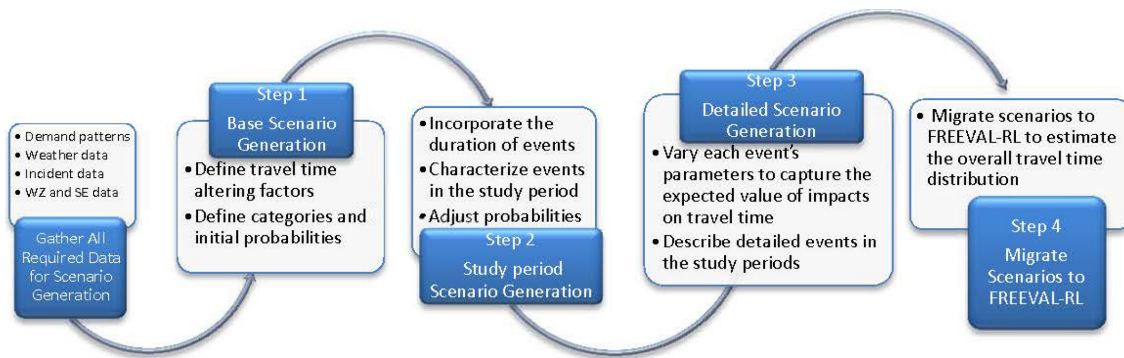 • Demand patterns
• Weather data
• Incident data
• WZ and SE data
Gather All
Required Data
for Scenario
Generation
Step 1
Base Scenario
Generation
• Define travel time
altering factors
• Define categories and
initial probabilities
• Incorporate the
duration of events
• Characterize events
in the study period
• Adjust probabilities
Step 2
Study period
Scenario Generation
Step 3
Detailed Scenario
Generation
• Vary each event's
parameters to capture the
expected value of impacts
on travel time
• Describe detailed events in
the study periods
• Migrate scenarios to
FREEVAL-RL to estimate
the overall travel time
distribution
Step 4
Migrate
Scenarios to
FREEVAL-RL